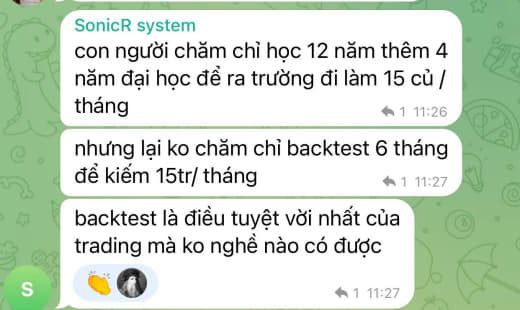 SonicR system
con người chăm chỉ học 12 năm thêm 4
năm đại học để ra trường đi làm 15 củ /
tháng
1 11:26
nhưng lại ko chăm chỉ backtest 6 tháng
để kiếm 15tr/ tháng
1 11:27
backtest là điều tuyệt vời nhất của
trading mà ko nghề nào có được
S
1 11:27